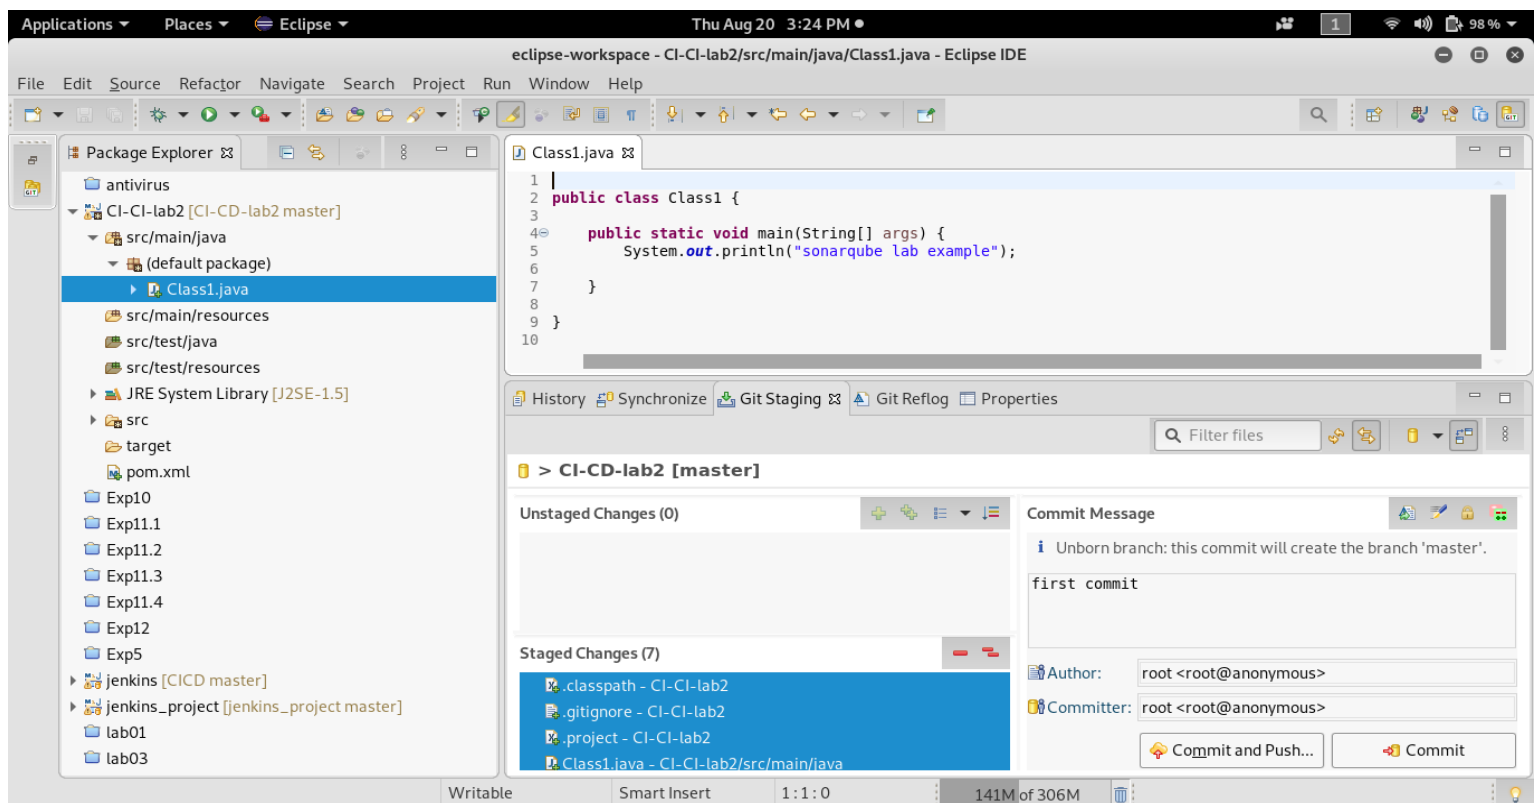 Applications Places Eclipse Thu Aug 20 3:24 PM 1 98 %
eclipse-workspace - CI-CI-lab2/src/main/java/Class1.java - Eclipse IDE
File Edit Source Refactor Navigate Search Project Run Window Help
Package Explorer
antivirus
CI-CI-lab2 [CI-CD-lab2 master]
src/main/java
(default package)
Class1.java
src/main/resources
src/test/java
src/test/resources
JRE System Library [J2SE-1.5]
src
target
pom.xml
Exp10
Exp11.1
Exp11.2
Exp11.3
Exp11.4
Exp12
Exp5
jenkins [CICD master]
jenkins_project [jenkins_project master]
lab01
lab03
Class1.java
1
2 public class Class1 {
3
4 public static void main(String[] args) {
5 System.out.println("sonarqube lab example");
6
7 }
8
9 }
10
History Synchronize Git Staging Git Reflog Properties
Filter files
> CI-CD-lab2 [master]
Unstaged Changes (0)
Staged Changes (7)
.classpath - CI-CI-lab2
.gitignore - CI-CI-lab2
.project - CI-CI-lab2
Class1.java - CI-CI-lab2/src/main/java
Commit Message
Unborn branch: this commit will create the branch 'master'.
first commit
Author: root <root@anonymous>
Committer: root <root@anonymous>
Commit and Push... Commit
Writable Smart Insert 1 : 1 : 0 141M of 306M